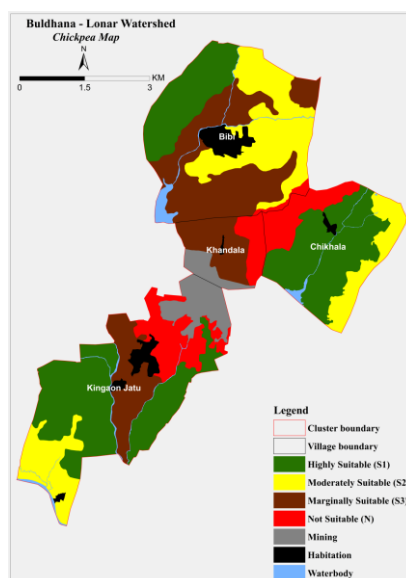 Buldhana - Lonar Watershed
Chickpea Map
N
KM
0 1.5 3
Bibi
Khandala
Chikhala
Kingaon Jatu
Legend
Cluster boundary
Village boundary
Highly Suitable (S1)
Moderately Suitable (S2
Marginally Suitable (S3)
Not Suitable (N)
Mining
Habitation
Waterbody